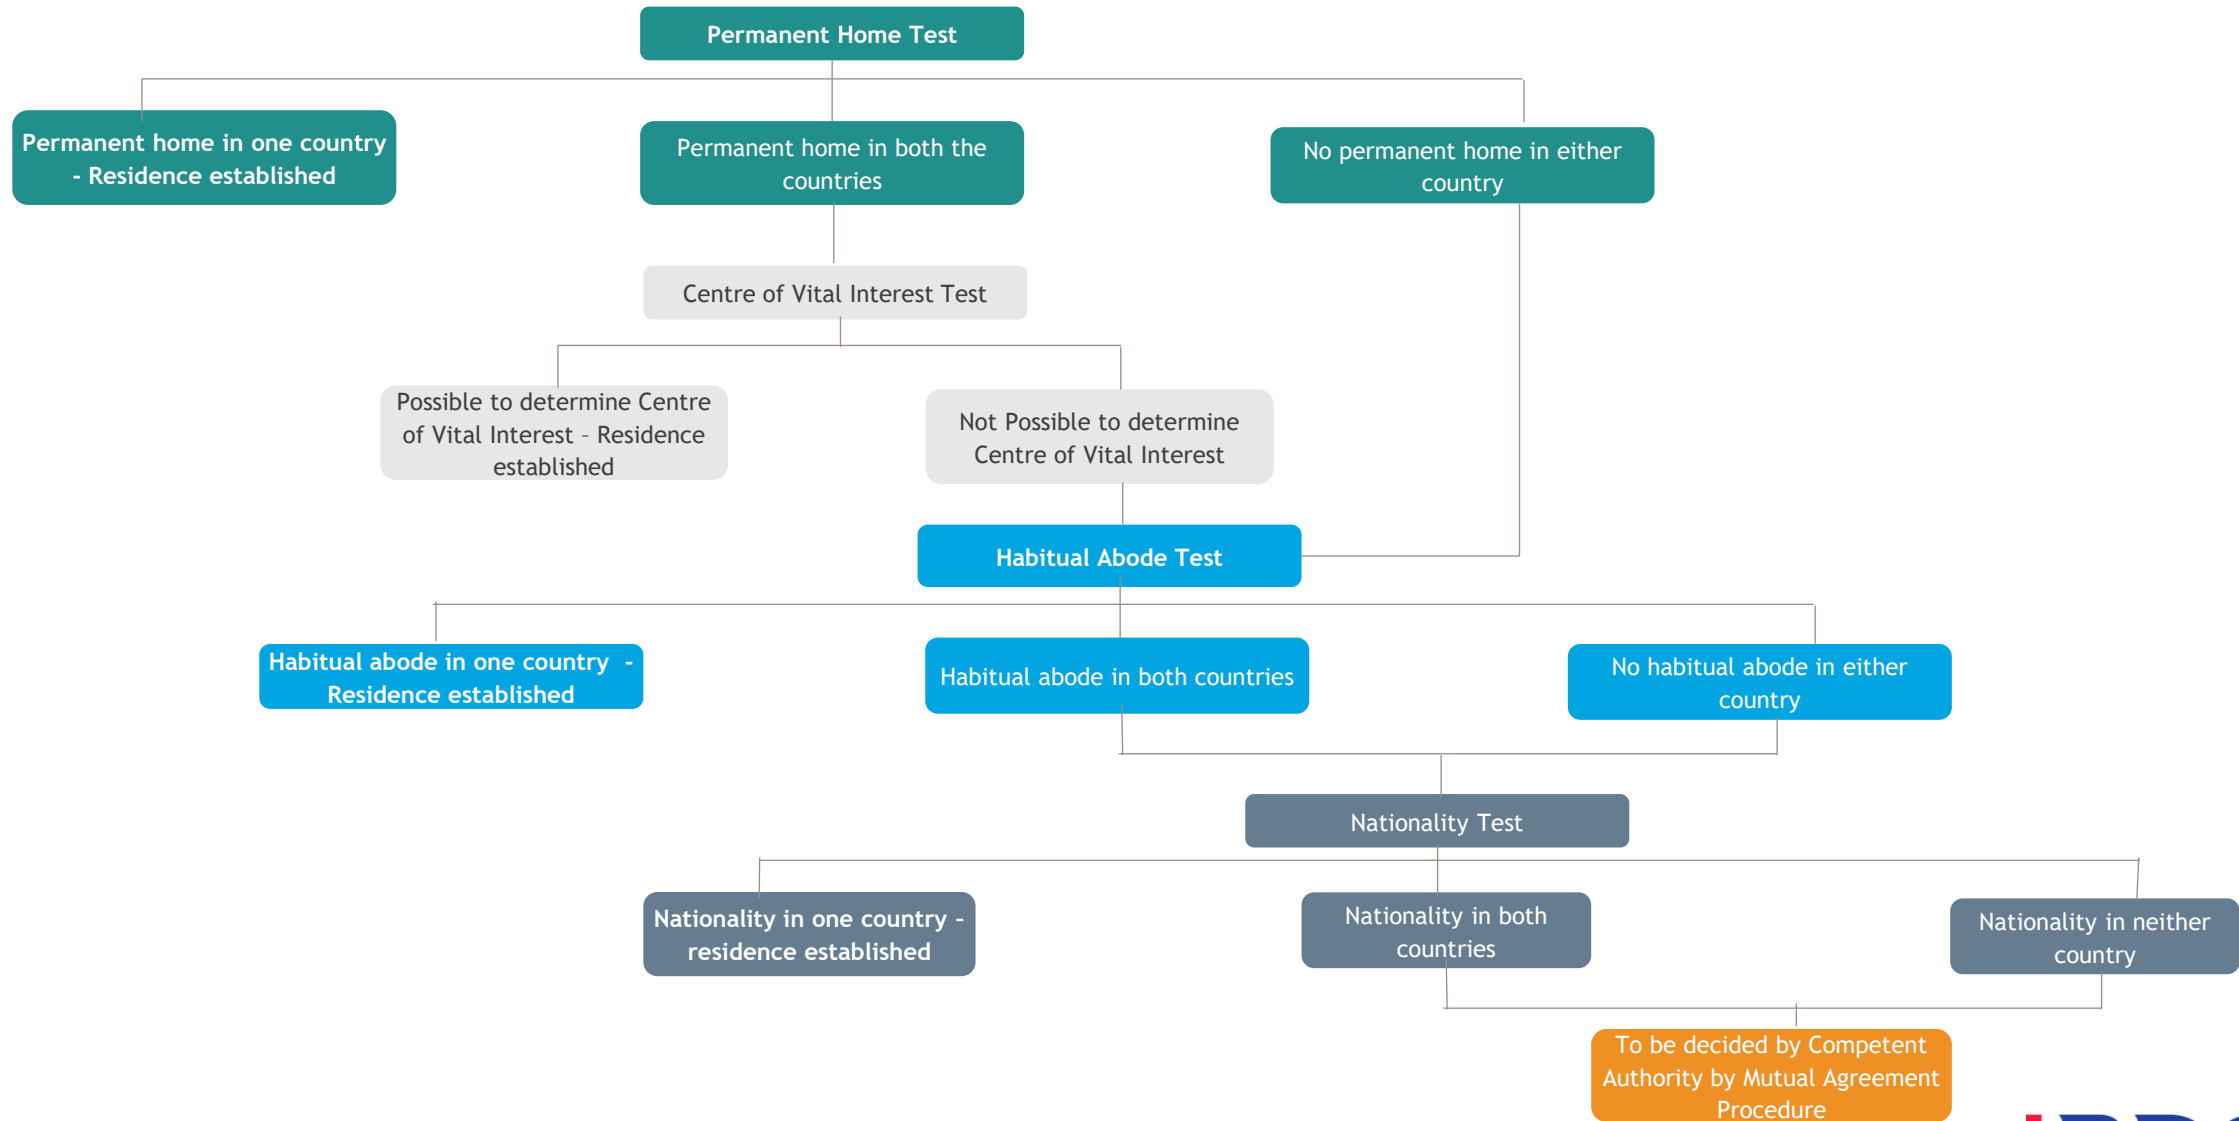 Permanent Home Test
Permanent home in one country
- Residence established
Permanent home in both the
countries
No permanent home in either
country
Centre of Vital Interest Test
Possible to determine Centre
of Vital Interest – Residence
established
Not Possible to determine
Centre of Vital Interest
Habitual Abode Test
Habitual abode in one country -
Residence established
Habitual abode in both countries
No habitual abode in either
country
Nationality Test
Nationality in one country –
residence established
Nationality in both
countries
Nationality in neither
country
To be decided by Competent
Authority by Mutual Agreement
Procedure